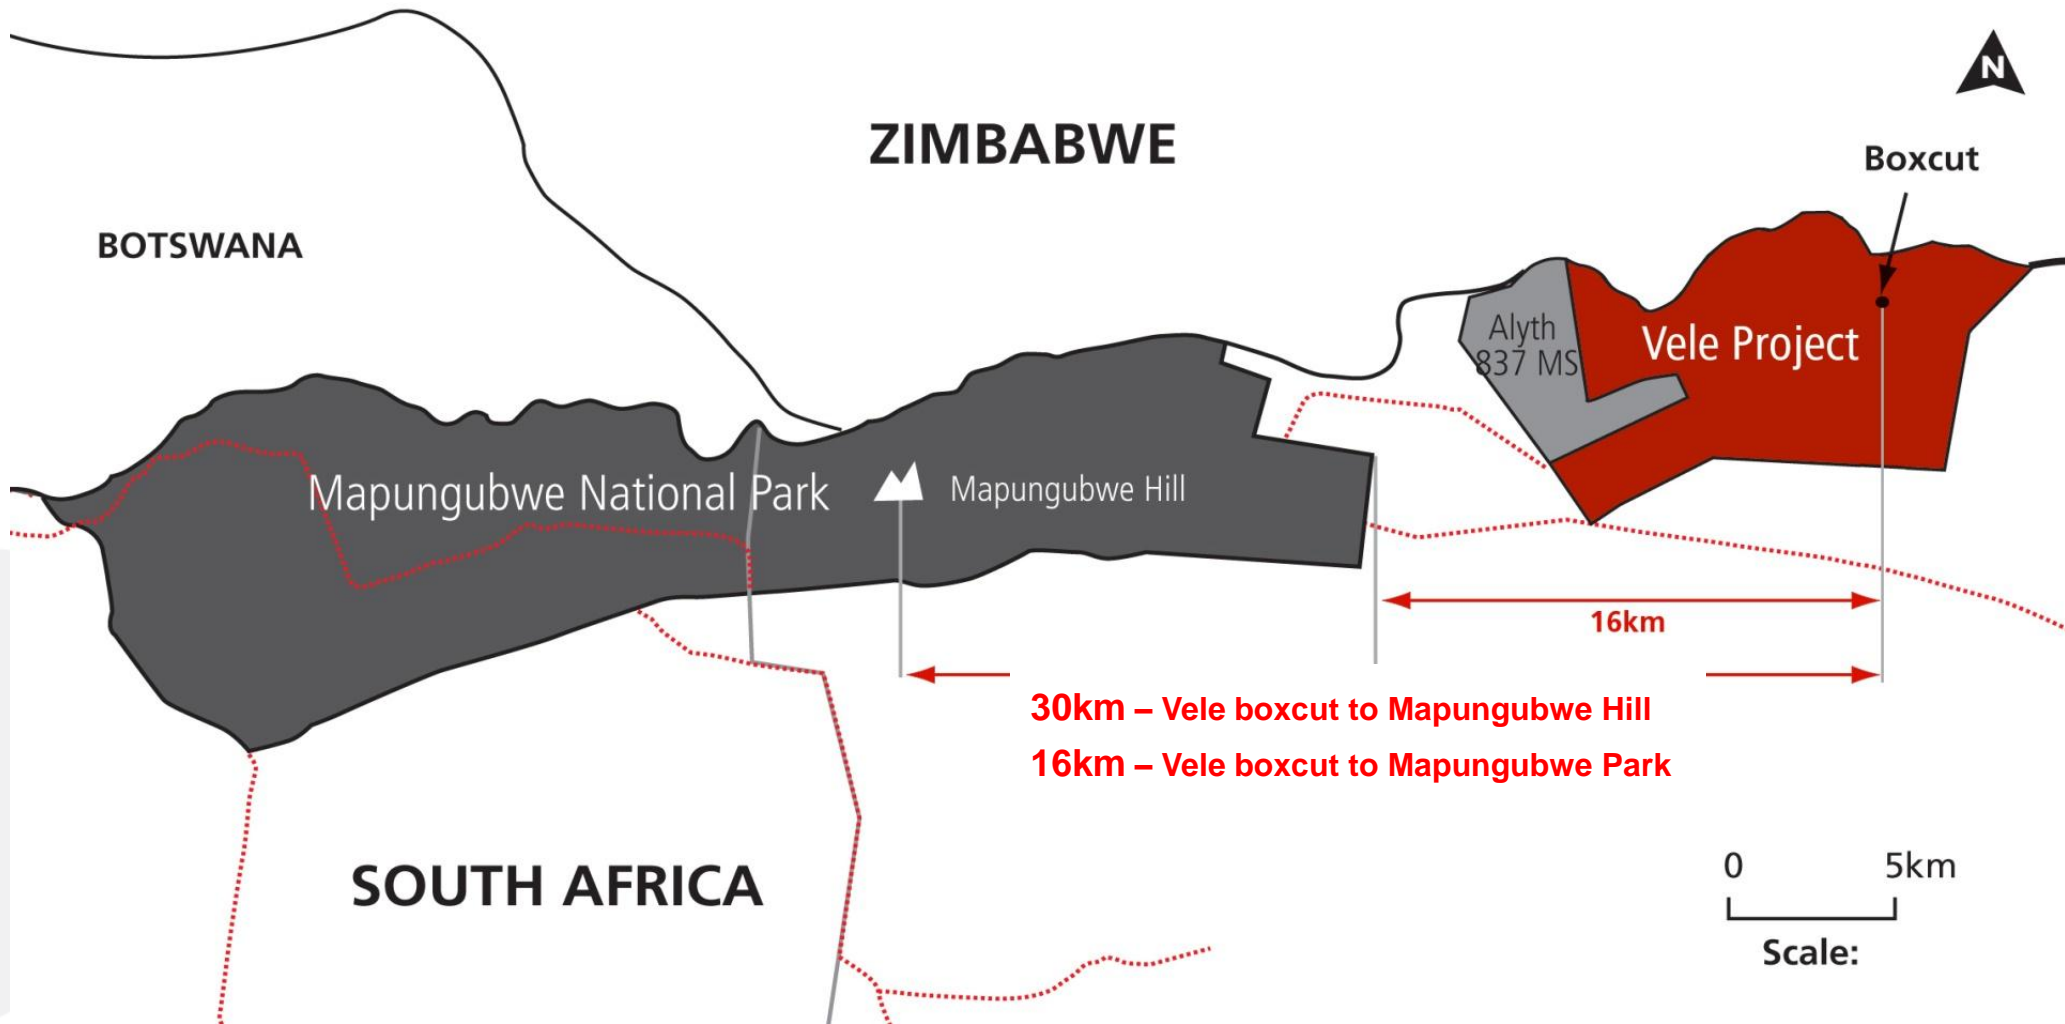 N
ZIMBABWE
Boxcut
BOTSWANA
Alyth
837 MS
Vele Project
Mapungubwe National Park
Mapungubwe Hill
16km
30km – Vele boxcut to Mapungubwe Hill
16km – Vele boxcut to Mapungubwe Park
SOUTH AFRICA
0 5km
Scale: